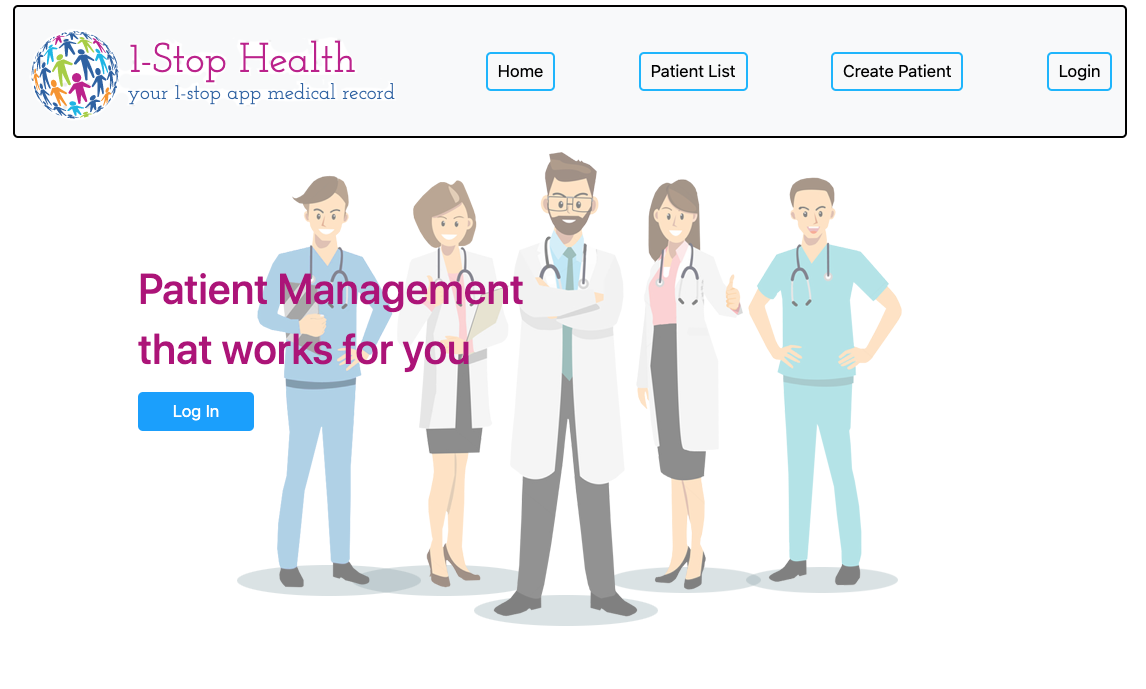 1-Stop Health
your 1-stop app medical record
Home
Patient List
Create Patient
Login
Patient Management
that works for you
Log In